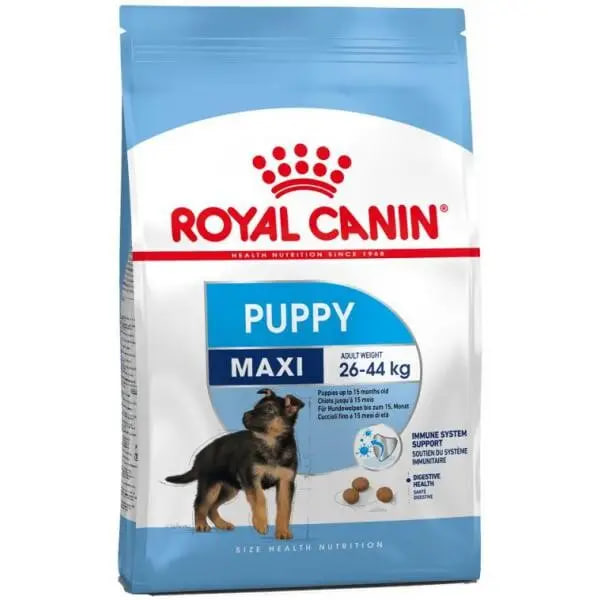 ROYAL CANIN®
HEALTH NUTRITION SINCE 1968
PUPPY
MAXI
ADULT WEIGHT
26-44 kg
Puppies up to 15 months old
Chiots jusqu'à 15 mois
Für Hundewelpen bis zum 15. Monat
Cuccioli fino a 15 mesi di età
IMMUNE SYSTEM
SUPPORT
SOUTIEN DU SYSTÈME
IMMUNITAIRE
DIGESTIVE
HEALTH
SANTÉ
DIGESTIVE
SIZE HEALTH NUTRITION